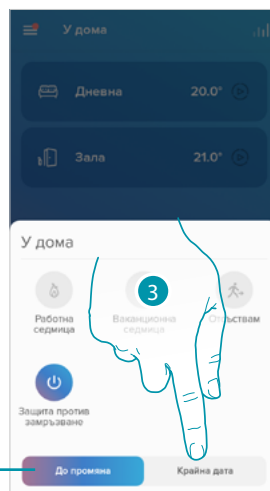 У дома
Дневна 20.0°
Зала 21.0°
У дома
3
Работна Ваканционна Отсъствам
седмица седмица
Защита против
замръзване
До промяна Крайна дата